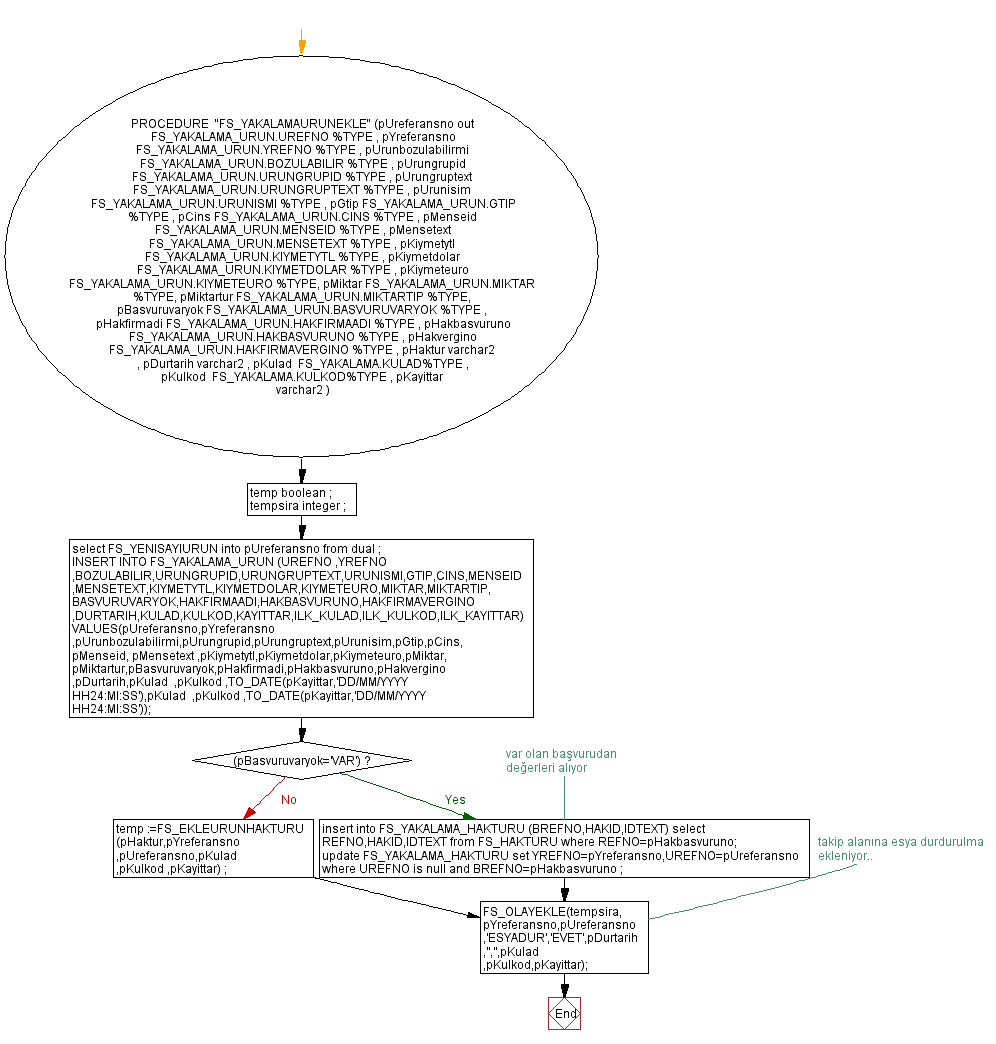 PROCEDURE "FS_YAKALAMAURUNEKLE" (pUreferansno out
FS_YAKALAMA_URUN.UREFNO %TYPE , pYreferansno
FS_YAKALAMA_URUN.YREFNO %TYPE , pUrunbozulabilirmi
FS_YAKALAMA_URUN.BOZULABILIR %TYPE , pUrungrupid
FS_YAKALAMA_URUN.URUNGRUPID %TYPE , pUrungruptext
FS_YAKALAMA_URUN.URUNGRUPTEXT %TYPE , pUrunisim
FS_YAKALAMA_URUN.URUNISMI %TYPE , pGtip FS_YAKALAMA_URUN.GTIP
%TYPE , pCins FS_YAKALAMA_URUN.CINS %TYPE , pMenseid
FS_YAKALAMA_URUN.MENSEID %TYPE , pMensetext
FS_YAKALAMA_URUN.MENSETEXT %TYPE , pKiymetytl
FS_YAKALAMA_URUN.KIYMETYTL %TYPE , pKiymetdolar
FS_YAKALAMA_URUN.KIYMETDOLAR %TYPE , pKiymeteuro
FS_YAKALAMA_URUN.KIYMETEURO %TYPE, pMiktar FS_YAKALAMA_URUN.MIKTAR
%TYPE, pMiktartur FS_YAKALAMA_URUN.MIKTARTIP %TYPE,
pBasvuruvaryok FS_YAKALAMA_URUN.BASVURUVARYOK %TYPE ,
pHakfirmadi FS_YAKALAMA_URUN.HAKFIRMAADI %TYPE , pHakbasvuruno
FS_YAKALAMA_URUN.HAKBASVURUNO %TYPE , pHakvergino
FS_YAKALAMA_URUN.HAKFIRMAVERGINO %TYPE , pHaktur varchar2
, pDurtarih varchar2 , pKulad FS_YAKALAMA.KULAD%TYPE ,
pKulkod FS_YAKALAMA.KULKOD%TYPE , pKayittar
varchar2 )
temp boolean ;
tempsira integer ;
select FS_YENISAYIURUN into pUreferansno from dual ;
INSERT INTO FS_YAKALAMA_URUN (UREFNO ,YREFNO
,BOZULABILIR,URUNGRUPID,URUNGRUPTEXT,URUNISMI,GTIP,CINS,MENSEID
,MENSETEXT,KIYMETYTL,KIYMETDOLAR,KIYMETEURO,MIKTAR,MIKTARTIP,
BASVURUVARYOK,HAKFIRMAADI,HAKBASVURUNO,HAKFIRMAVERGINO
,DURTARIH,KULAD,KULKOD,KAYITTAR,ILK_KULAD,ILK_KULKOD,ILK_KAYITTAR)
VALUES(pUreferansno,pYreferansno
,pUrunbozulabilirmi,pUrungrupid,pUrungruptext,pUrunisim,pGtip,pCins,
pMenseid, pMensetext ,pKiymetytl,pKiymetdolar,pKiymeteuro,pMiktar,
pMiktartur,pBasvuruvaryok,pHakfirmadi,pHakbasvuruno,pHakvergino
,pDurtarih,pKulad ,pKulkod ,TO_DATE(pKayittar,'DD/MM/YYYY
HH24:MI:SS'),pKulad ,pKulkod ,TO_DATE(pKayittar,'DD/MM/YYYY
HH24:MI:SS'));
(pBasvuruvaryok='VAR') ?
var olan başvurudan
değerleri alıyor
No
Yes
temp :=FS_EKLEURUNHAKTURU
(pHaktur,pYreferansno
,pUreferansno,pKulad
,pKulkod ,pKayittar) ;
insert into FS_YAKALAMA_HAKTURU (BREFNO,HAKID,IDTEXT) select
REFNO,HAKID,IDTEXT from FS_HAKTURU where REFNO=pHakbasvuruno;
update FS_YAKALAMA_HAKTURU set YREFNO=pYreferansno,UREFNO=pUreferansno
where UREFNO is null and BREFNO=pHakbasvuruno ;
takip alanına esya durdurulma
ekleniyor..
FS_OLAYEKLE(tempsira,
pYreferansno,pUreferansno
,'ESYADUR','EVET',pDurtarih
,'','',pKulad
,pKulkod,pKayittar);
End